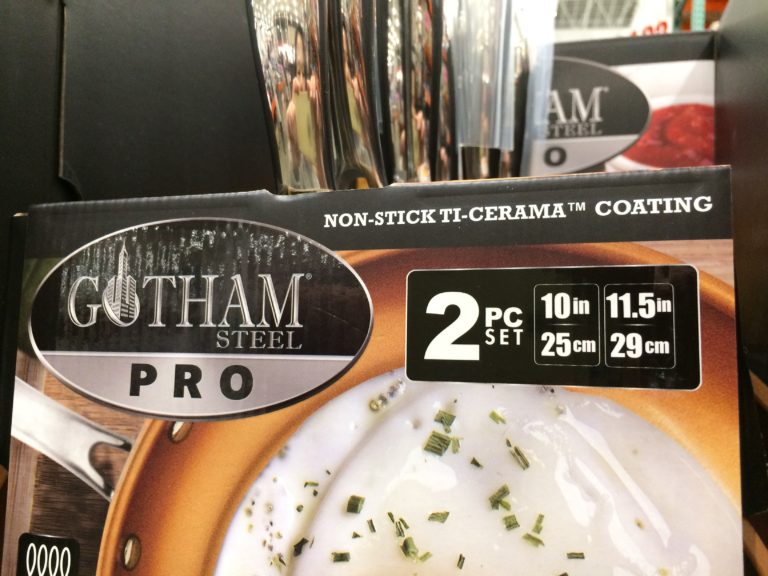 NON-STICK TI-CERAMA™ COATING
GOTHAM®
STEEL
PRO
2 PC SET
10in 11.5in
25cm 29cm
AM
STEEL
O